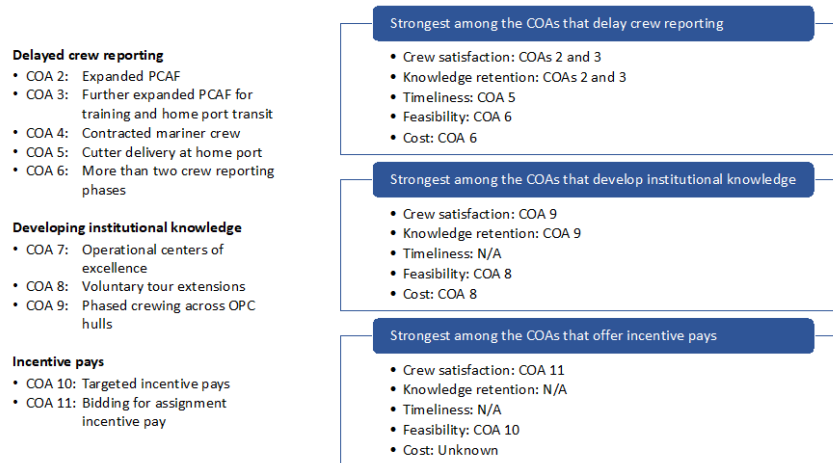 Delayed crew reporting
• COA 2: Expanded PCAF
• COA 3: Further expanded PCAF for
training and home port transit
• COA 4: Contracted mariner crew
• COA 5: Cutter delivery at home port
• COA 6: More than two crew reporting
phases
Developing institutional knowledge
• COA 7: Operational centers of
excellence
• COA 8: Voluntary tour extensions
• COA 9: Phased crewing across OPC
hulls
Incentive pays
• COA 10: Targeted incentive pays
• COA 11: Bidding for assignment
incentive pay
Strongest among the COAs that delay crew reporting
• Crew satisfaction: COAs 2 and 3
• Knowledge retention: COAs 2 and 3
• Timeliness: COA 5
• Feasibility: COA 6
• Cost: COA 6
Strongest among the COAs that develop institutional knowledge
• Crew satisfaction: COA 9
• Knowledge retention: COA 9
• Timeliness: N/A
• Feasibility: COA 8
• Cost: COA 8
Strongest among the COAs that offer incentive pays
• Crew satisfaction: COA 11
• Knowledge retention: N/A
• Timeliness: N/A
• Feasibility: COA 10
• Cost: Unknown